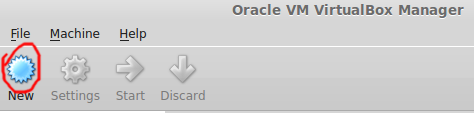 Oracle VM VirtualBox Manager
File Machine Help
New Settings Start Discard